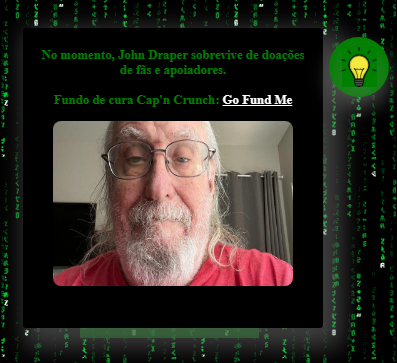 No momento, John Draper sobrevive de doações
de fãs e apoiadores.
Fundo de cura Cap'n Crunch: Go Fund Me